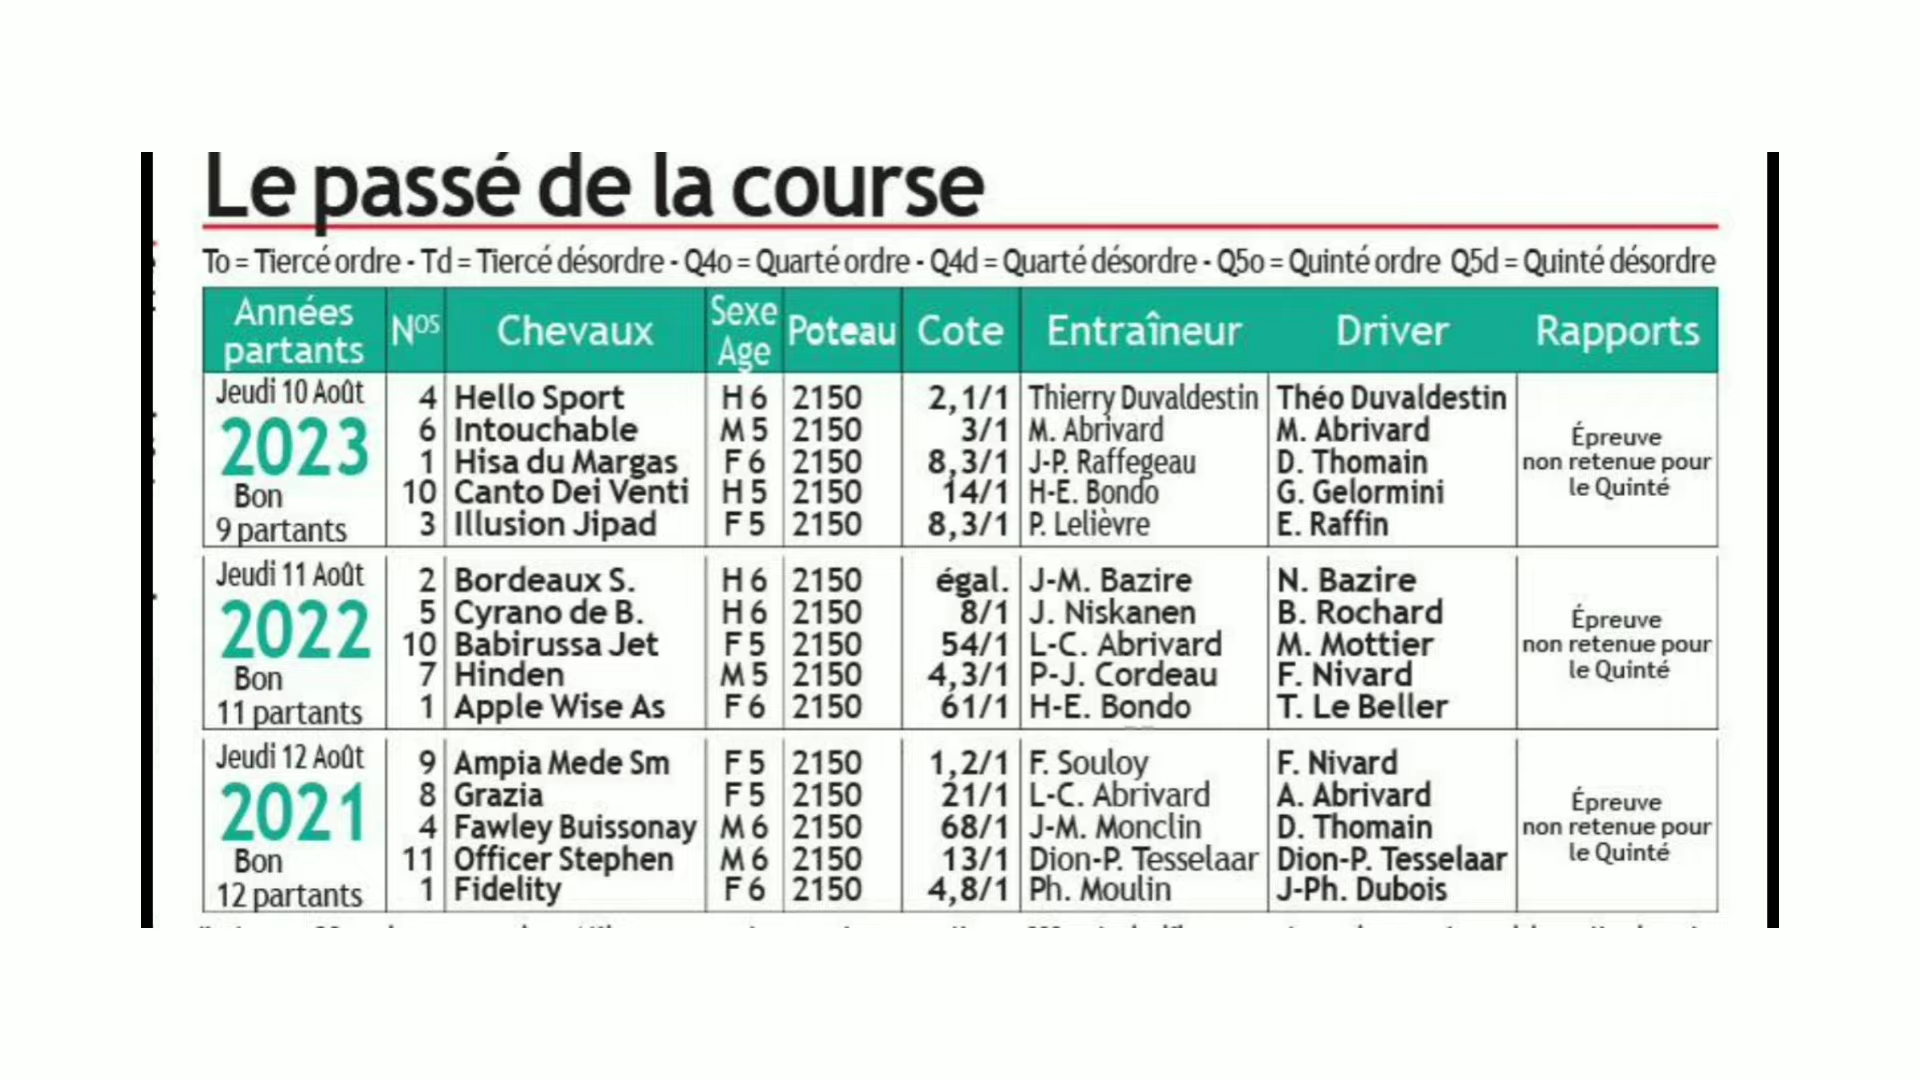 Le passé de la course
To = Tiercé ordre - Td = Tiercé désordre - Q4o = Quarté ordre - Q4d = Quarté désordre - Q5o = Quinté ordre Q5d = Quinté désordre
Années partants Nos Chevaux Sexe Age Poteau Cote Entraîneur Driver Rapports
Jeudi 10 Août
2023
Bon
9 partants
4 Hello Sport H 6 2150 2,1/1 Thierry Duvaldestin Théo Duvaldestin
6 Intouchable M 5 2150 3/1 M. Abrivard M. Abrivard
1 Hisa du Margas F 6 2150 8,3/1 J-P. Raffegeau D. Thomain
10 Canto Dei Venti H 5 2150 14/1 H-E. Bondo G. Gelormini
3 Illusion Jipad F 5 2150 8,3/1 P. Lelièvre E. Raffin
Épreuve
non retenue pour
le Quinté
Jeudi 11 Août
2022
Bon
11 partants
2 Bordeaux S. H 6 2150 égal. J-M. Bazire N. Bazire
5 Cyrano de B. H 6 2150 8/1 J. Niskanen B. Rochard
10 Babirussa Jet F 5 2150 54/1 L-C. Abrivard M. Mottier
7 Hinden M 5 2150 4,3/1 P-J. Cordeau F. Nivard
1 Apple Wise As F 6 2150 61/1 H-E. Bondo T. Le Beller
Épreuve
non retenue pour
le Quinté
Jeudi 12 Août
2021
Bon
12 partants
9 Ampia Mede Sm F 5 2150 1,2/1 F. Souloy F. Nivard
8 Grazia F 5 2150 21/1 L-C. Abrivard A. Abrivard
4 Fawley Buissonay M 6 2150 68/1 J-M. Monclin D. Thomain
11 Officer Stephen M 6 2150 13/1 Dion-P. Tesselaar Dion-P. Tesselaar
1 Fidelity F 6 2150 4,8/1 Ph. Moulin J-Ph. Dubois
Épreuve
non retenue pour
le Quinté